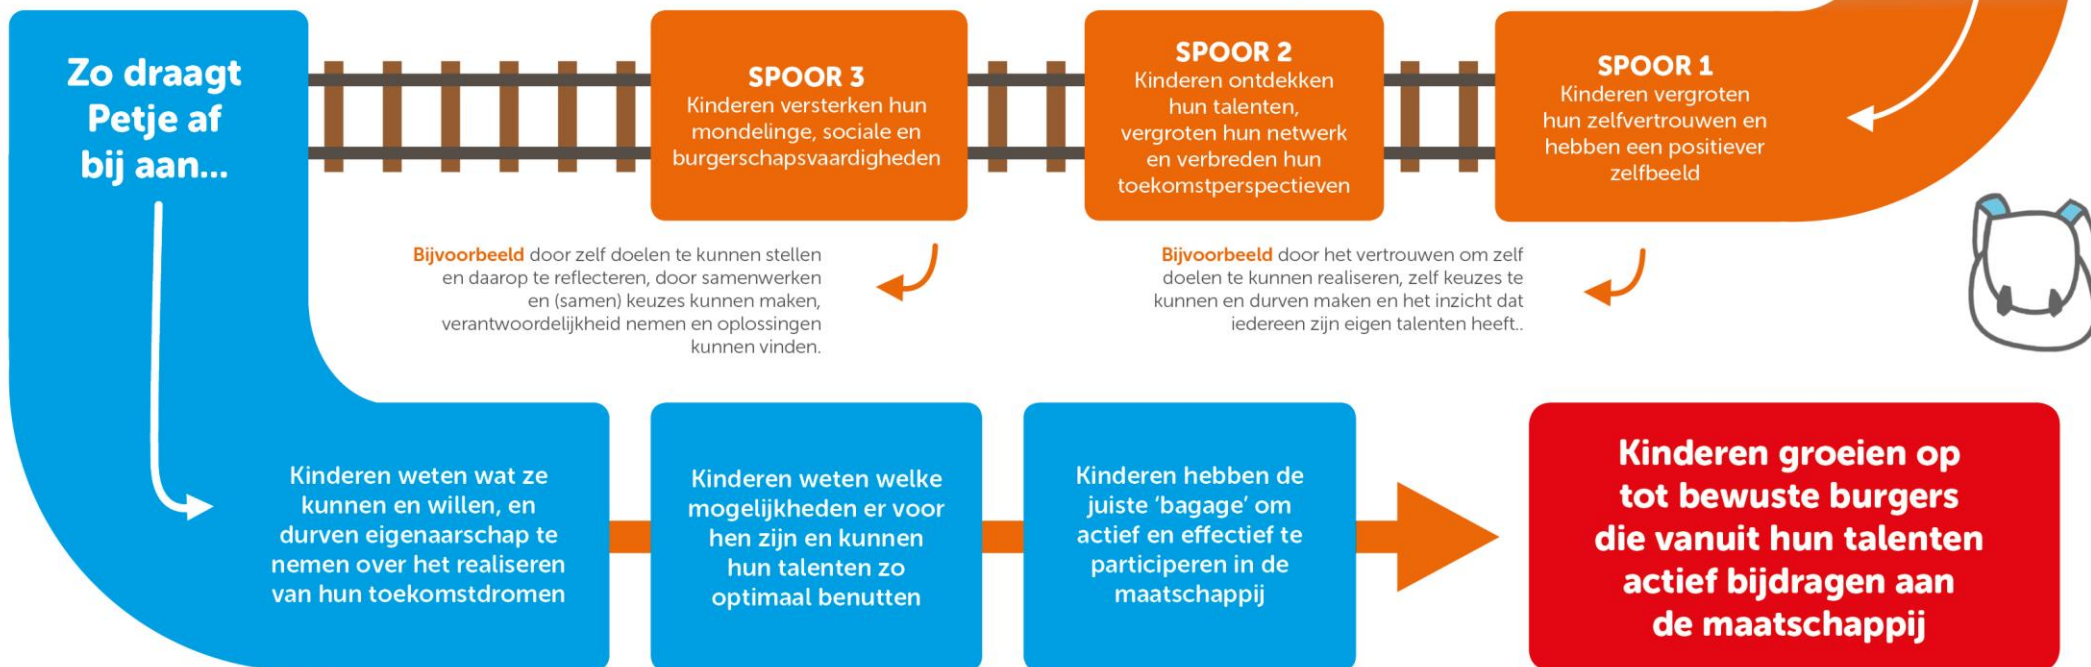 Zo draagt
Petje af
bij aan...
SPOOR 3
Kinderen versterken hun
mondelinge, sociale en
burgerschapsvaardigheden
SPOOR 2
Kinderen ontdekken
hun talenten,
vergroten hun netwerk
en verbreden hun
toekomstperspectieven
SPOOR 1
Kinderen vergroten
hun zelfvertrouwen en
hebben een positiever
zelfbeeld
Bijvoorbeeld door zelf doelen te kunnen stellen
en daarop te reflecteren, door samenwerken
en (samen) keuzes kunnen maken,
verantwoordelijkheid nemen en oplossingen
kunnen vinden.
Bijvoorbeeld door het vertrouwen om zelf
doelen te kunnen realiseren, zelf keuzes te
kunnen en durven maken en het inzicht dat
iedereen zijn eigen talenten heeft..
Kinderen weten wat ze
kunnen en willen, en
durven eigenaarschap te
nemen over het realiseren
van hun toekomstdromen
Kinderen weten welke
mogelijkheden er voor
hen zijn en kunnen
hun talenten zo
optimaal benutten
Kinderen hebben de
juiste ‘bagage’ om
actief en effectief te
participeren in de
maatschappij
Kinderen groeien op
tot bewuste burgers
die vanuit hun talenten
actief bijdragen aan
de maatschappij